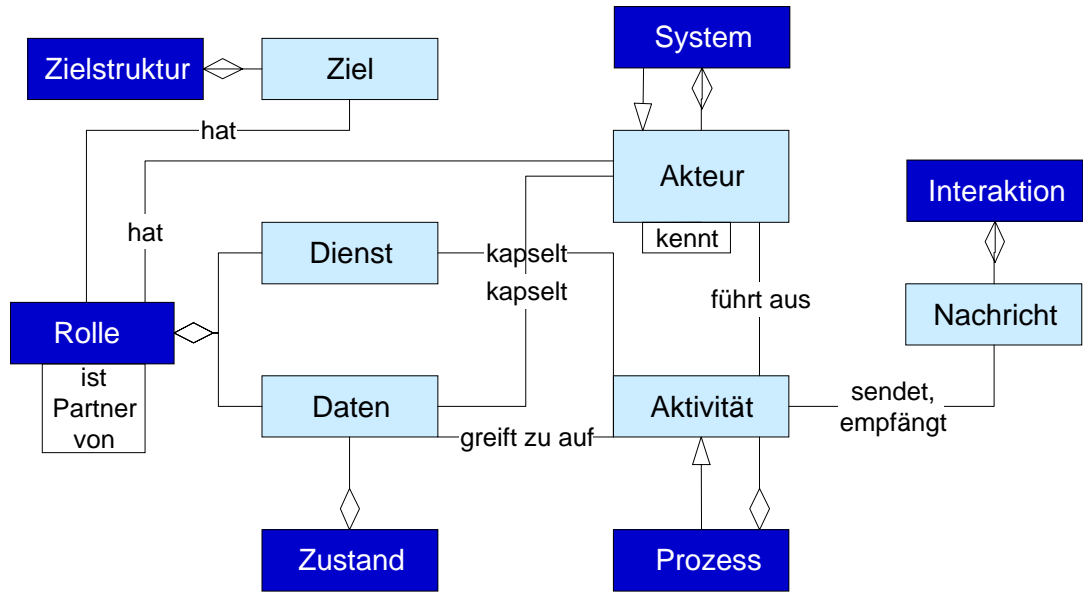 System
Zielstruktur
Ziel
hat
Akteur
Interaktion
hat
kennt
Dienst
kapselt
kapselt
führt aus
Nachricht
Rolle
ist
Partner
von
Daten
Aktivität
sendet,
empfängt
greift zu auf
Zustand
Prozess